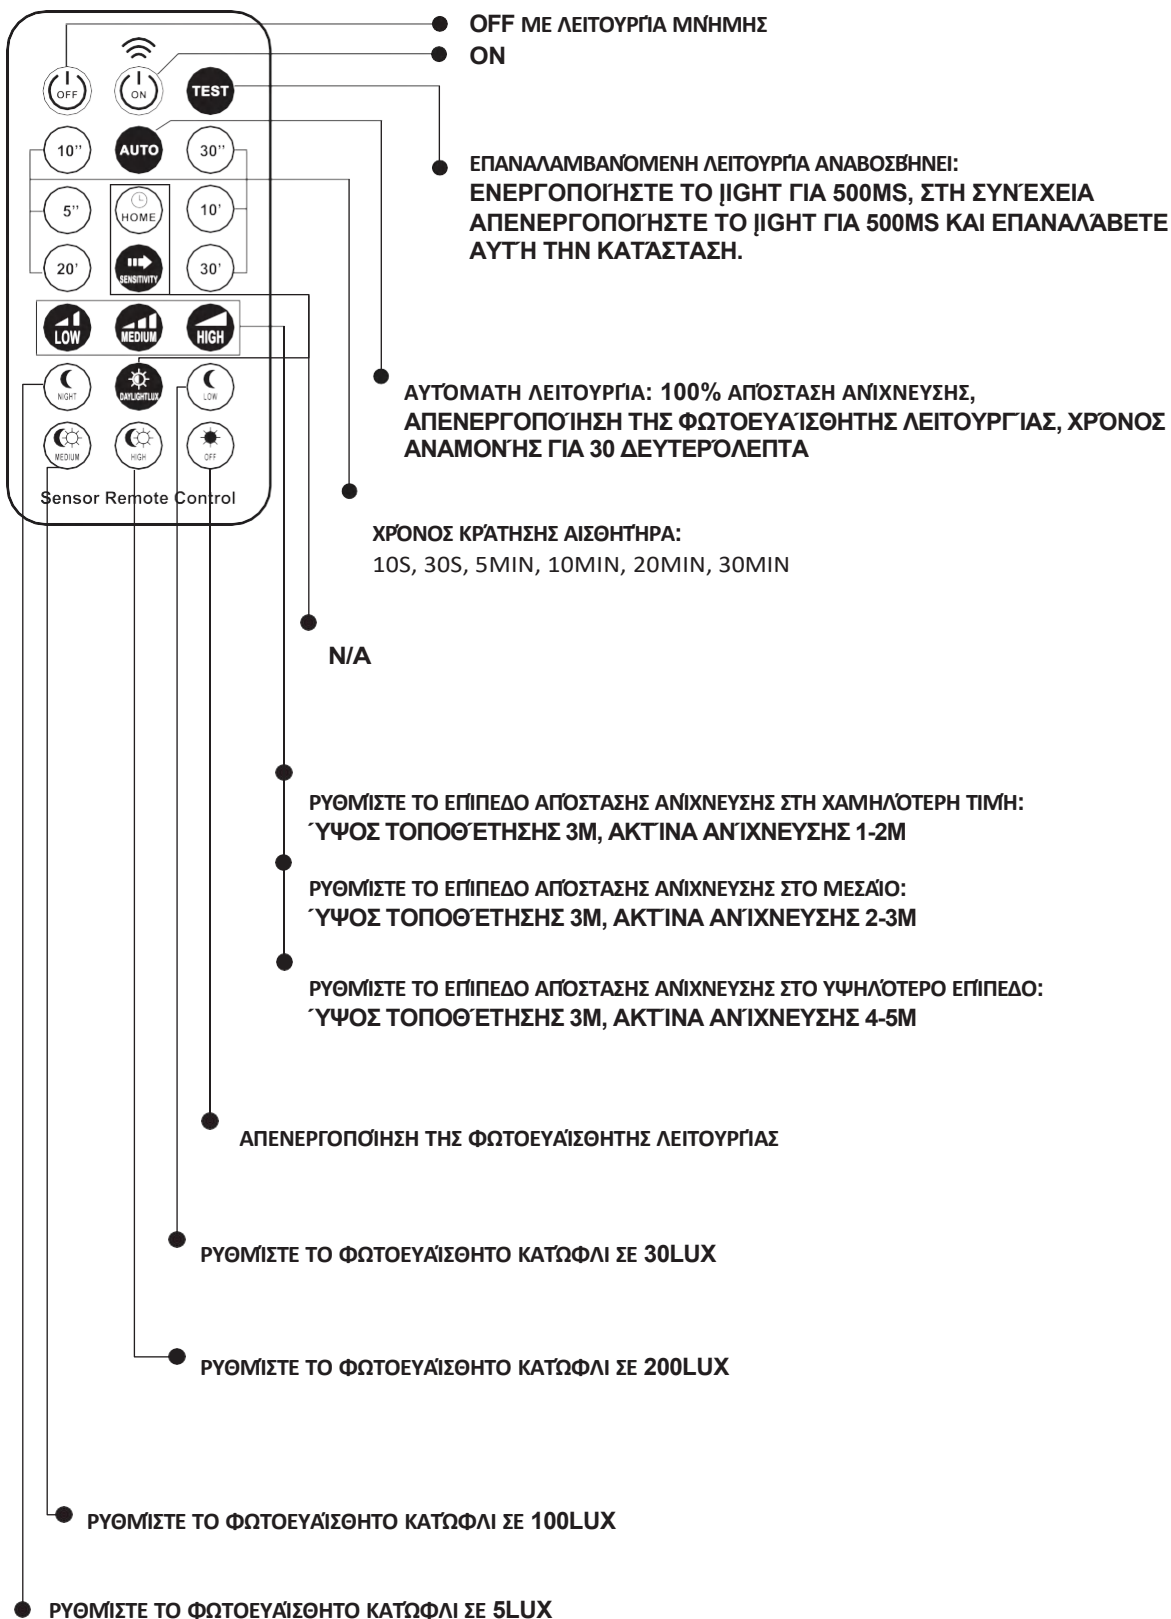 OFF ΜΕ ΛΕΙΤΟΥΡΓΊΑ ΜΝΉΜΗΣ
ON
OFF
ON
TEST
10"
AUTO
30"
5"
HOME
10'
20'
SENSITIVITY
30'
LOW
MEDIUM
HIGH
NIGHT
DAYLIGHTLUX
LOW
MEDIUM
HIGH
OFF
Sensor Remote Control
ΕΠΑΝΑΛΑΜΒΑΝΌΜΕΝΗ ΛΕΙΤΟΥΡΓΊΑ ΑΝΑΒΟΣΒΉΝΕΙ:
ΕΝΕΡΓΟΠΟΙΉΣΤΕ ΤΟ ĮIGHT ΓΙΑ 500MS, ΣΤΗ ΣΥΝΈΧΕΙΑ
ΑΠΕΝΕΡΓΟΠΟΙΉΣΤΕ ΤΟ ĮIGHT ΓΙΑ 500MS ΚΑΙ ΕΠΑΝΑΛΆΒΕΤΕ
ΑΥΤΉ ΤΗΝ ΚΑΤΆΣΤΑΣΗ.
ΑΥΤΌΜΑΤΗ ΛΕΙΤΟΥΡΓΊΑ: 100% ΑΠΌΣΤΑΣΗ ΑΝΊΧΝΕΥΣΗΣ,
ΑΠΕΝΕΡΓΟΠΟΊΗΣΗ ΤΗΣ ΦΩΤΟΕΥΑΊΣΘΗΤΗΣ ΛΕΙΤΟΥΡΓΊΑΣ, ΧΡΌΝΟΣ
ΑΝΑΜΟΝΉΣ ΓΙΑ 30 ΔΕΥΤΕΡΌΛΕΠΤΑ
ΧΡΌΝΟΣ ΚΡΆΤΗΣΗΣ ΑΙΣΘΗΤΉΡΑ:
10S, 30S, 5MIN, 10MIN, 20MIN, 30MIN
N/A
ΡΥΘΜΊΣΤΕ ΤΟ ΕΠΊΠΕΔΟ ΑΠΌΣΤΑΣΗΣ ΑΝΊΧΝΕΥΣΗΣ ΣΤΗ ΧΑΜΗΛΌΤΕΡΗ ΤΙΜΉ:
ΎΨΟΣ ΤΟΠΟΘΈΤΗΣΗΣ 3M, ΑΚΤΊΝΑ ΑΝΊΧΝΕΥΣΗΣ 1-2M
ΡΥΘΜΊΣΤΕ ΤΟ ΕΠΊΠΕΔΟ ΑΠΌΣΤΑΣΗΣ ΑΝΊΧΝΕΥΣΗΣ ΣΤΟ ΜΕΣΑΊΟ:
ΎΨΟΣ ΤΟΠΟΘΈΤΗΣΗΣ 3M, ΑΚΤΊΝΑ ΑΝΊΧΝΕΥΣΗΣ 2-3M
ΡΥΘΜΊΣΤΕ ΤΟ ΕΠΊΠΕΔΟ ΑΠΌΣΤΑΣΗΣ ΑΝΊΧΝΕΥΣΗΣ ΣΤΟ ΥΨΗΛΌΤΕΡΟ ΕΠΊΠΕΔΟ:
ΎΨΟΣ ΤΟΠΟΘΈΤΗΣΗΣ 3M, ΑΚΤΊΝΑ ΑΝΊΧΝΕΥΣΗΣ 4-5M
ΑΠΕΝΕΡΓΟΠΟΊΗΣΗ ΤΗΣ ΦΩΤΟΕΥΑΊΣΘΗΤΗΣ ΛΕΙΤΟΥΡΓΊΑΣ
ΡΥΘΜΊΣΤΕ ΤΟ ΦΩΤΟΕΥΑΊΣΘΗΤΟ ΚΑΤΏΦΛΙ ΣΕ 30LUX
ΡΥΘΜΊΣΤΕ ΤΟ ΦΩΤΟΕΥΑΊΣΘΗΤΟ ΚΑΤΏΦΛΙ ΣΕ 200LUX
ΡΥΘΜΊΣΤΕ ΤΟ ΦΩΤΟΕΥΑΊΣΘΗΤΟ ΚΑΤΏΦΛΙ ΣΕ 100LUX
ΡΥΘΜΊΣΤΕ ΤΟ ΦΩΤΟΕΥΑΊΣΘΗΤΟ ΚΑΤΏΦΛΙ ΣΕ 5LUX